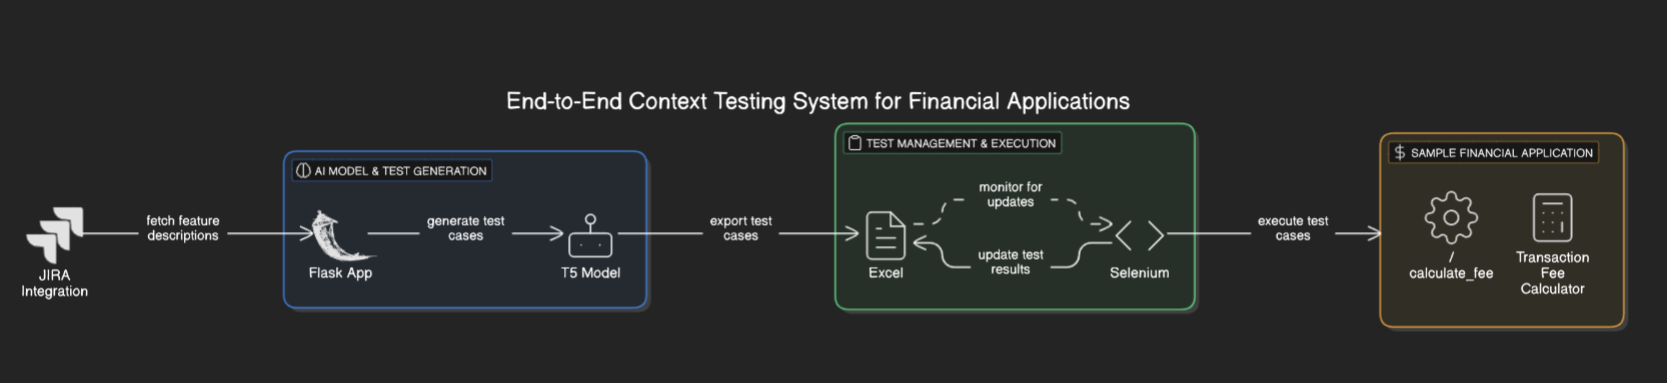 End-to-End Context Testing System for Financial Applications
fetch feature
descriptions
JIRA
Integration
AI MODEL & TEST GENERATION
Flask App
generate test
cases
T5 Model
export test
cases
TEST MANAGEMENT & EXECUTION
Excel
monitor for
updates
update test
results
Selenium
execute test
cases
SAMPLE FINANCIAL APPLICATION
/
calculate_fee
Transaction
Fee
Calculator